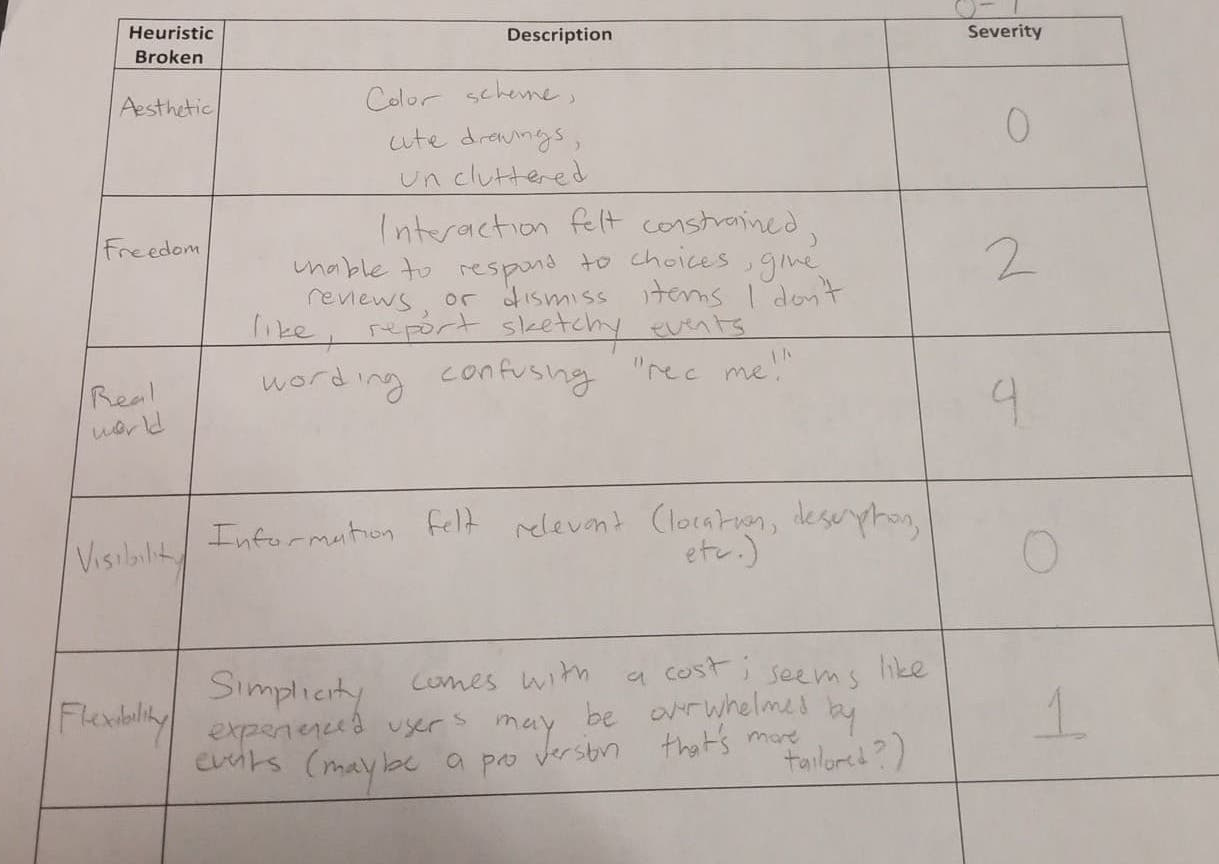 0-4
Heuristic Broken Description Severity
Aesthetic
Color scheme,
cute drawings,
uncluttered
0
Freedom
Interaction felt constrained,
unable to respond to choices, give
reviews, or dismiss items I don't
like, report sketchy events
2
Real
world
wording confusing "rec me!"
4
Visibility
Information felt relevant (location, description,
etc.)
0
Flexibility
Simplicity comes with a cost; seems like
experienced users may be overwhelmed by
events (maybe a pro version that's more
tailored?)
1